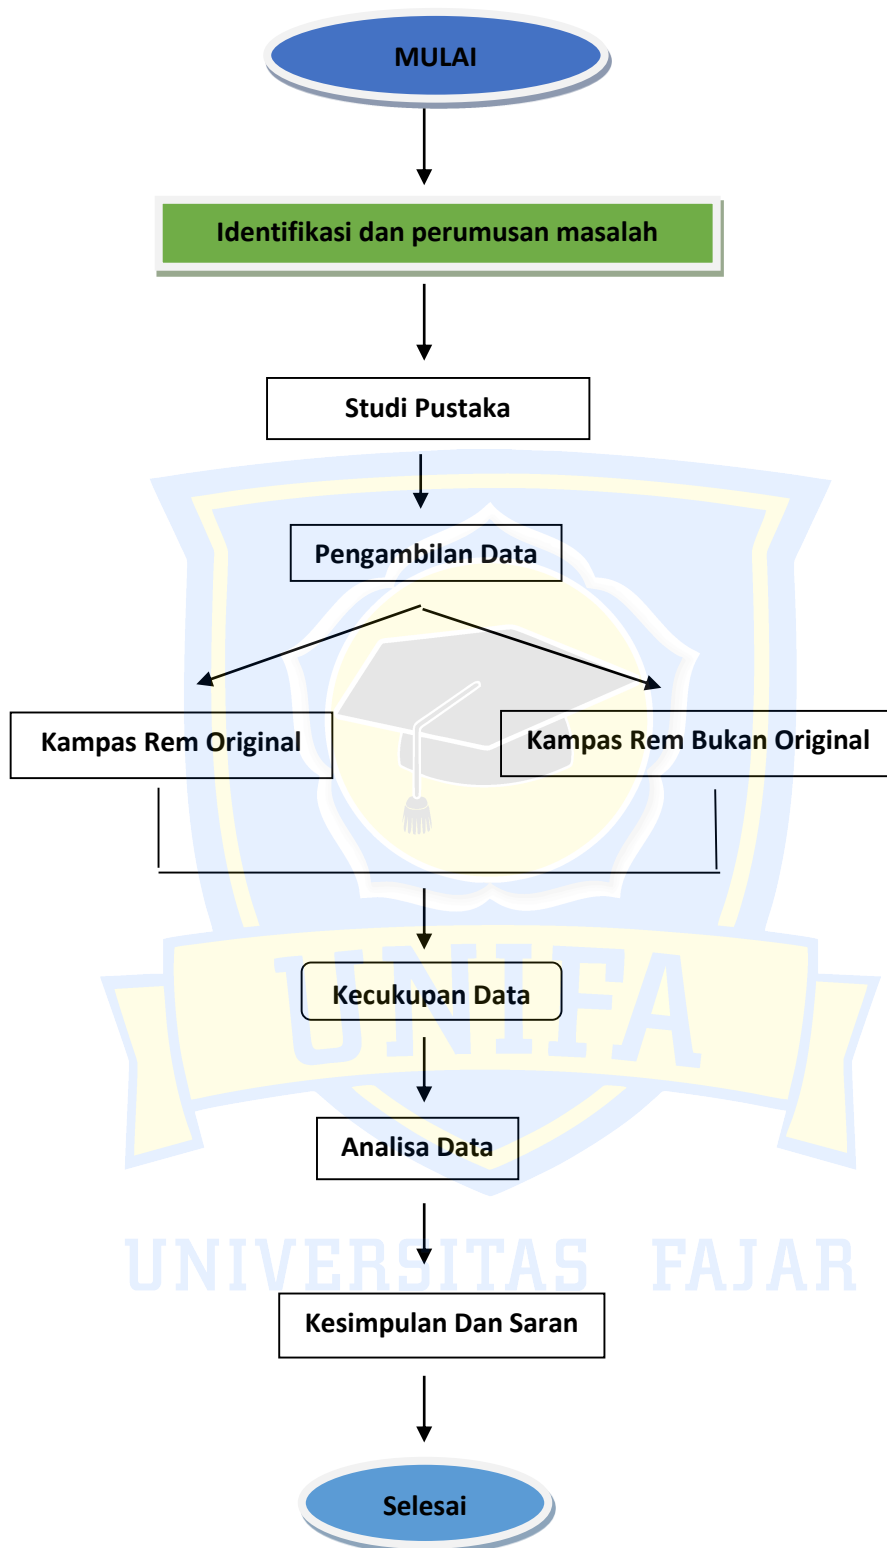 MULAI
Identifikasi dan perumusan masalah
Studi Pustaka
Pengambilan Data
Kampas Rem Original
Kampas Rem Bukan Original
UNIFA
Kecukupan Data
Analisa Data
UNIVERSITAS FAJAR
Kesimpulan Dan Saran
Selesai